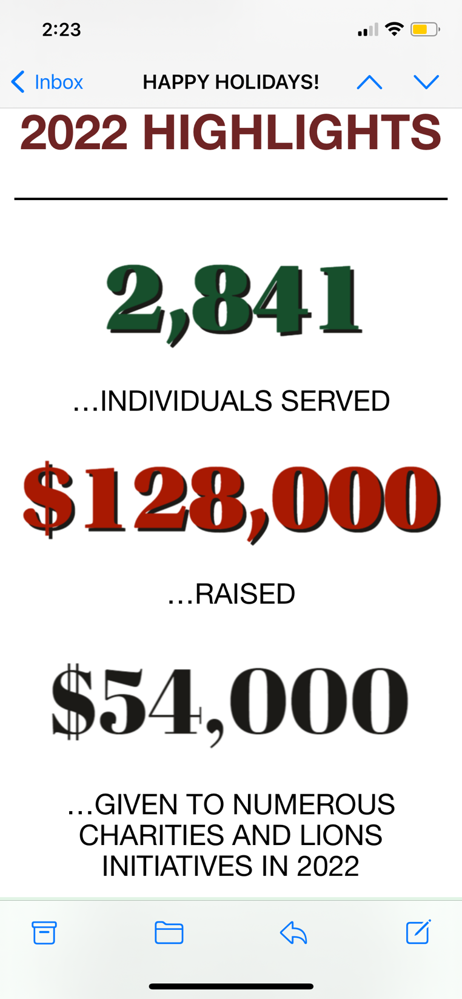 2:23
Inbox
HAPPY HOLIDAYS!
2022 HIGHLIGHTS
2,841
...INDIVIDUALS SERVED
$128,000
...RAISED
$54,000
...GIVEN TO NUMEROUS
CHARITIES AND LIONS
INITIATIVES IN 2022